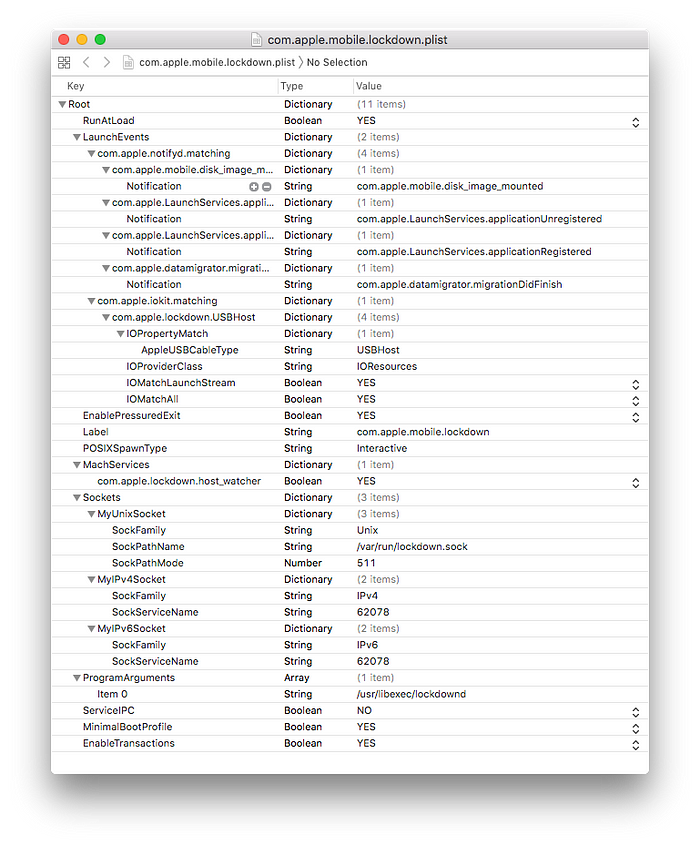 com.apple.mobile.lockdown.plist
com.apple.mobile.lockdown.plist 〉 No Selection
Key Type Value
Root Dictionary (11 items)
RunAtLoad Boolean YES
LaunchEvents Dictionary (2 items)
com.apple.notifyd.matching Dictionary (4 items)
com.apple.mobile.disk_image_m... Dictionary (1 item)
Notification String com.apple.mobile.disk_image_mounted
com.apple.LaunchServices.appli... Dictionary (1 item)
Notification String com.apple.LaunchServices.applicationUnregistered
com.apple.LaunchServices.appli... Dictionary (1 item)
Notification String com.apple.LaunchServices.applicationRegistered
com.apple.datamigrator.migrati... Dictionary (1 item)
Notification String com.apple.datamigrator.migrationDidFinish
com.apple.iokit.matching Dictionary (1 item)
com.apple.lockdown.USBHost Dictionary (4 items)
IOPropertyMatch Dictionary (1 item)
AppleUSBCableType String USBHost
IOProviderClass String IOResources
IOMatchLaunchStream Boolean YES
IOMatchAll Boolean YES
EnablePressuredExit Boolean YES
Label String com.apple.mobile.lockdown
POSIXSpawnType String Interactive
MachServices Dictionary (1 item)
com.apple.lockdown.host_watcher Boolean YES
Sockets Dictionary (3 items)
MyUnixSocket Dictionary (3 items)
SockFamily String Unix
SockPathName String /var/run/lockdown.sock
SockPathMode Number 511
MyIPv4Socket Dictionary (2 items)
SockFamily String IPv4
SockServiceName String 62078
MyIPv6Socket Dictionary (2 items)
SockFamily String IPv6
SockServiceName String 62078
ProgramArguments Array (1 item)
Item 0 String /usr/libexec/lockdownd
ServiceIPC Boolean NO
MinimalBootProfile Boolean YES
EnableTransactions Boolean YES